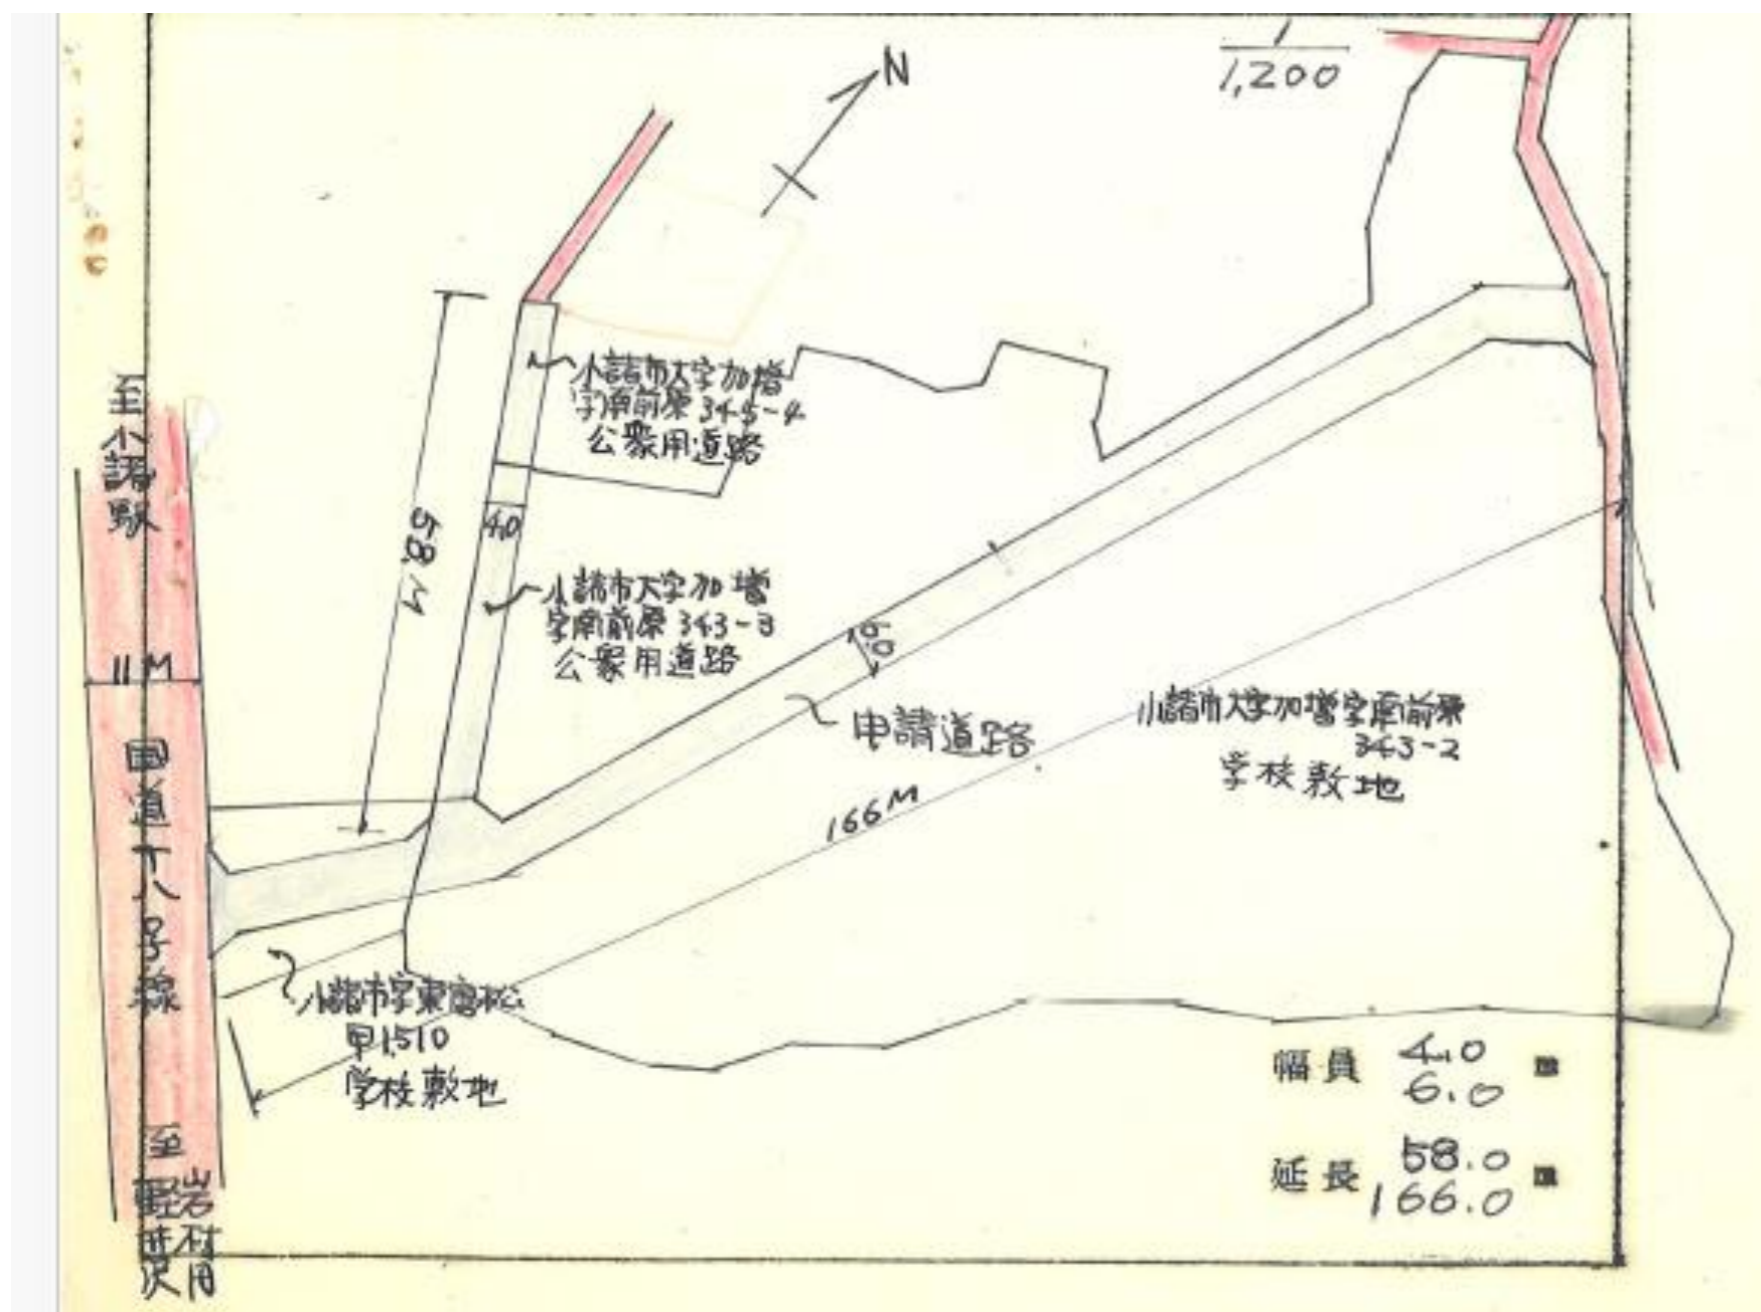 N
1
1,200
小諸市大字加増
字南前原 345-4
公衆用道路
至小諸駅
58.M
4.0
小諸市大字加増
字南前原 343-3
公衆用道路
6.0
11M
国道十八号線
申請道路
小諸市大字加増字南前原
343-2
学校敷地
166M
小諸市字東唐松
甲1510
学校敷地
幅員 4.0
6.0
延長 58.0
166.0
至
岩村田
軽井沢